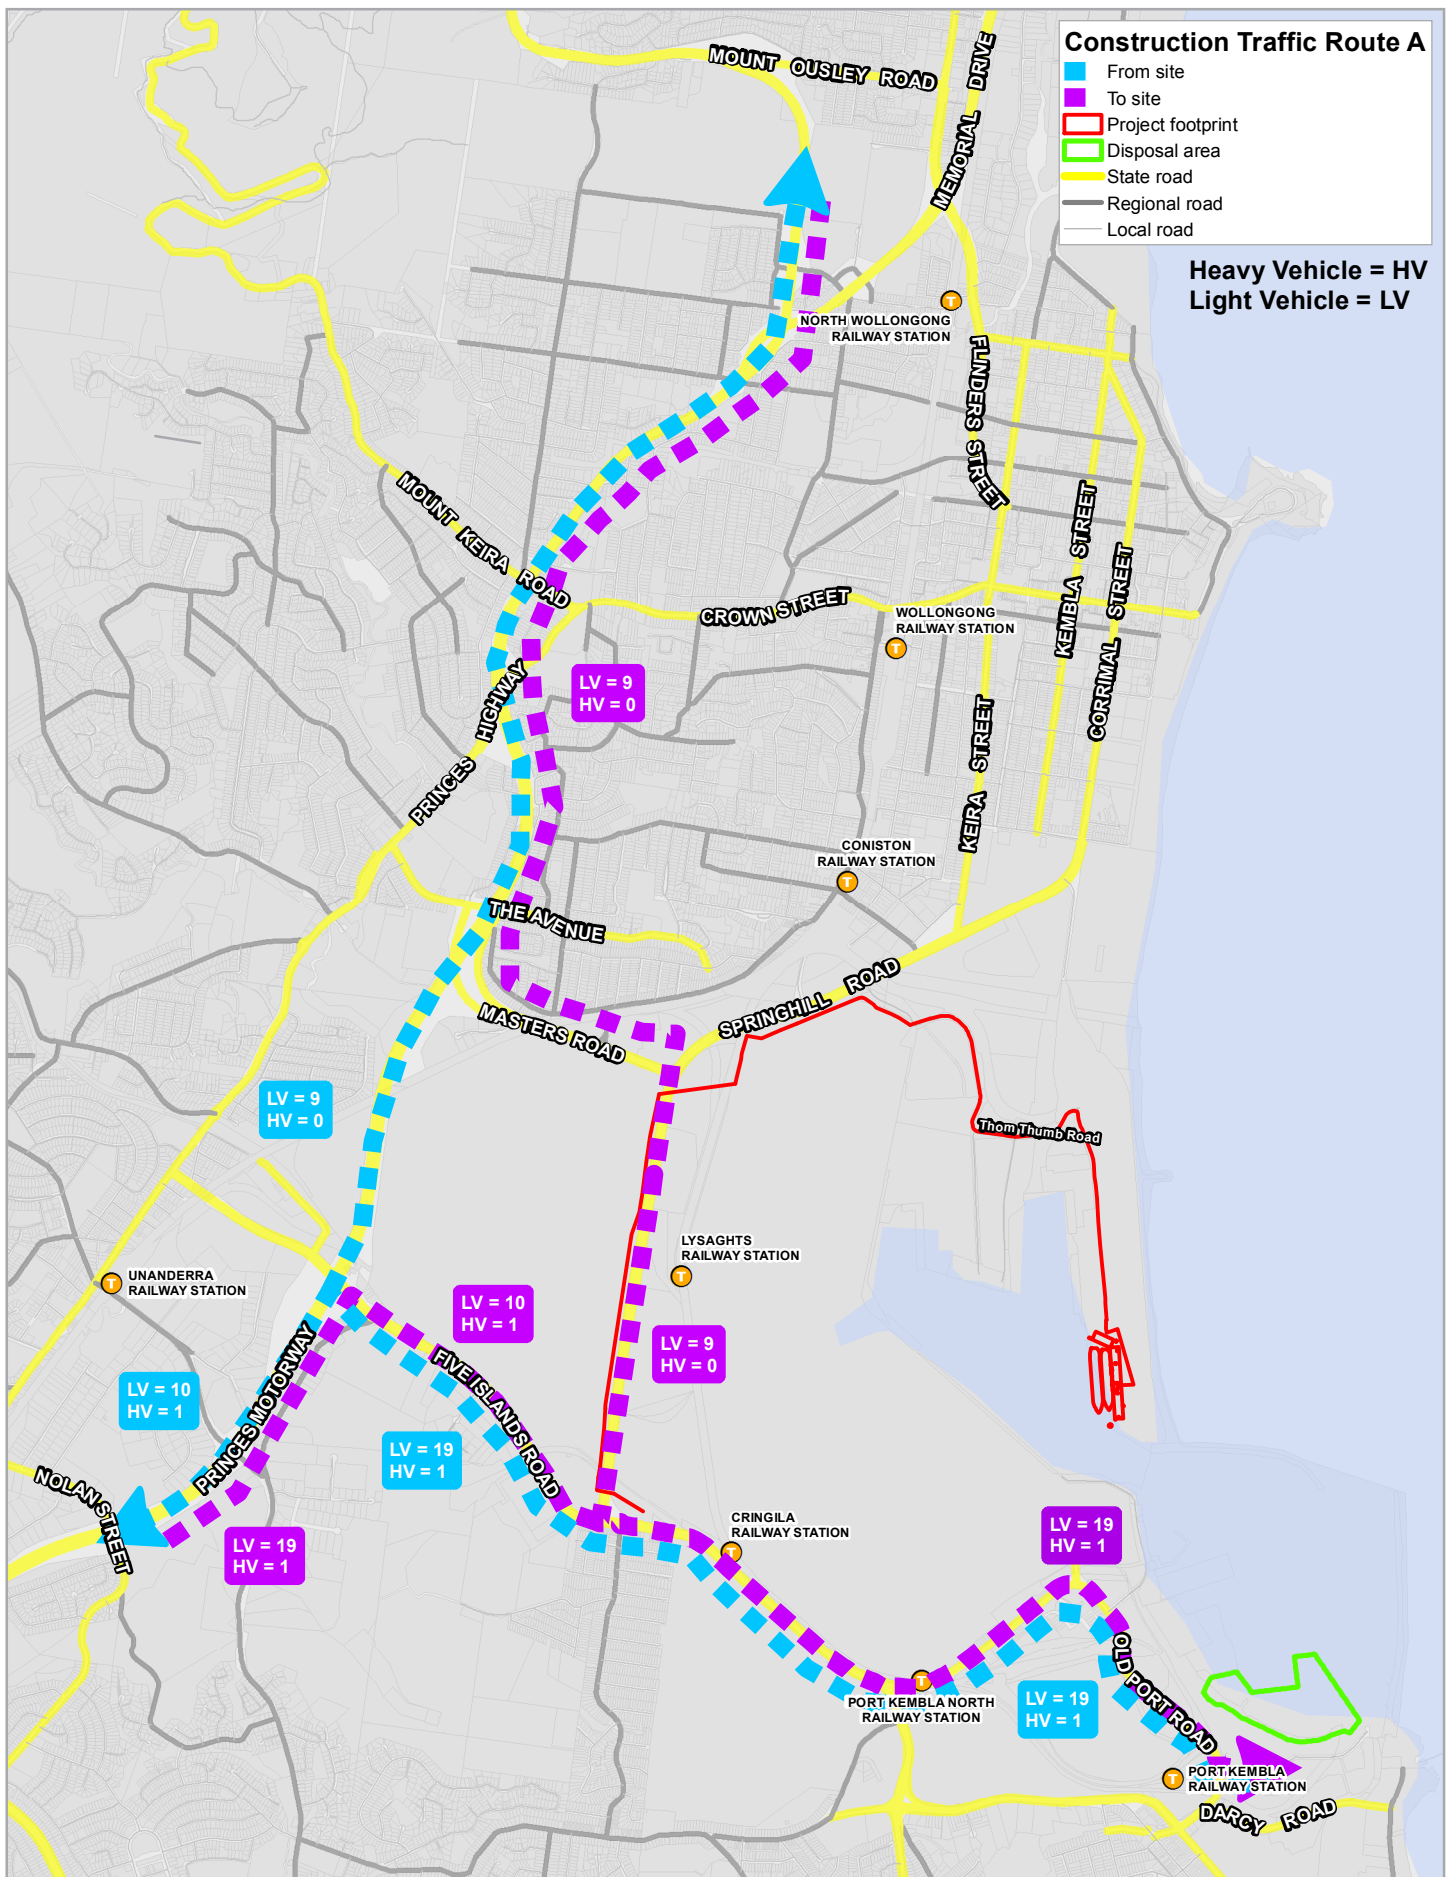 Construction Traffic Route A
From site
To site
Project footprint
Disposal area
State road
Regional road
Local road
Heavy Vehicle = HV
Light Vehicle = LV
MOUNT OUSLEY ROAD
MEMORIAL DRIVE
T
NORTH WOLLONGONG
RAILWAY STATION
FLINDERS STREET
MOUNT KEIRA ROAD
CROWN STREET
KEMBLA STREET
CORRIMAL STREET
WOLLONGONG
RAILWAY STATION
T
LV = 9
HV = 0
PRINCES HIGHWAY
KEIRA STREET
CONISTON
RAILWAY STATION
T
THE AVENUE
SPRINGHILL ROAD
MASTERS ROAD
LV = 9
HV = 0
Thom Thumb Road
LYSAGHTS
RAILWAY STATION
T
UNANDERRA
RAILWAY STATION
T
LV = 10
HV = 1
LV = 9
HV = 0
FIVE ISLANDS ROAD
PRINCES MOTORWAY
LV = 10
HV = 1
LV = 19
HV = 1
NOLAN STREET
LV = 19
HV = 1
CRINGILA
RAILWAY STATION
T
LV = 19
HV = 1
OLD PORT ROAD
T
PORT KEMBLA NORTH
RAILWAY STATION
LV = 19
HV = 1
T
PORT KEMBLA
RAILWAY STATION
DARCY ROAD